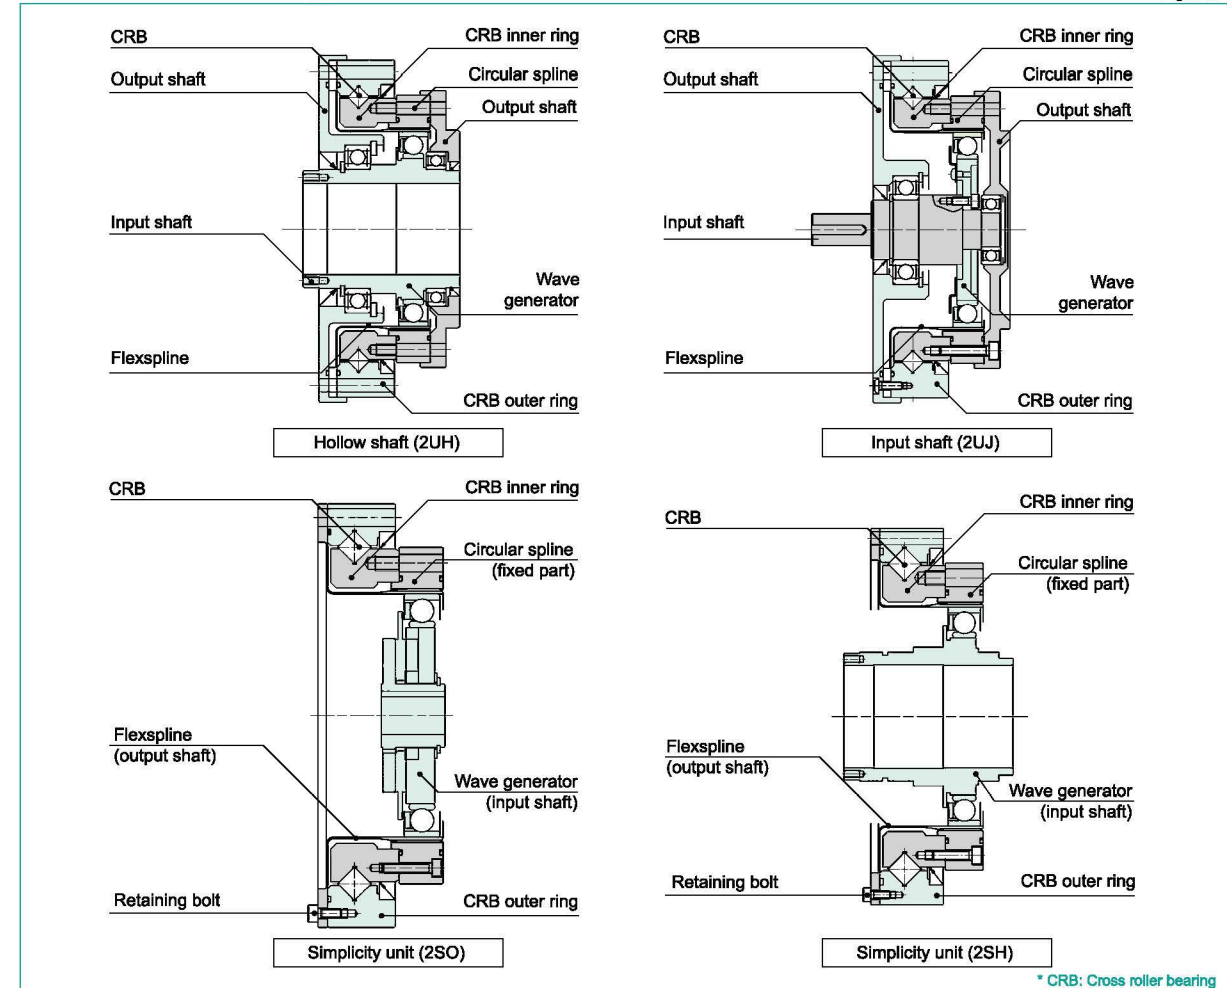 CRB
CRB inner ring
Output shaft
Circular spline
Output shaft
Input shaft
Wave
generator
Flexspline
CRB outer ring
Hollow shaft (2UH)
CRB
CRB inner ring
Output shaft
Circular spline
Output shaft
Input shaft
Wave
generator
Flexspline
CRB outer ring
Input shaft (2UJ)
CRB
CRB inner ring
Circular spline
(fixed part)
Flexspline
(output shaft)
Wave generator
(input shaft)
Retaining bolt
CRB outer ring
Simplicity unit (2SO)
CRB
CRB inner ring
Circular spline
(fixed part)
Flexspline
(output shaft)
Wave generator
(input shaft)
Retaining bolt
CRB outer ring
Simplicity unit (2SH)
* CRB: Cross roller bearing